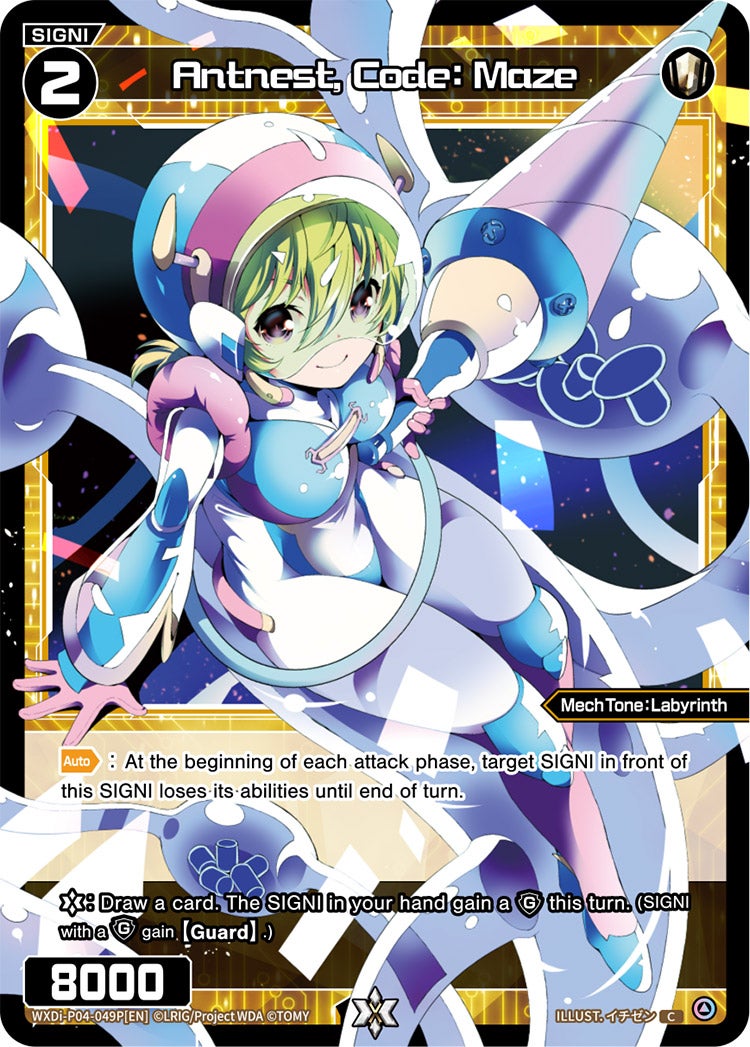 SIGNI
2
Antnest, Code: Maze
MechTone:Labyrinth
Auto : At the beginning of each attack phase, target SIGNI in front of
this SIGNI loses its abilities until end of turn.
: Draw a card. The SIGNI in your hand gain a G this turn. (SIGNI
with a G gain 【Guard】.)
8000
WXDi-P04-049P[EN] ©LRIG/Project WDA ©TOMY
ILLUST. イチゼン C